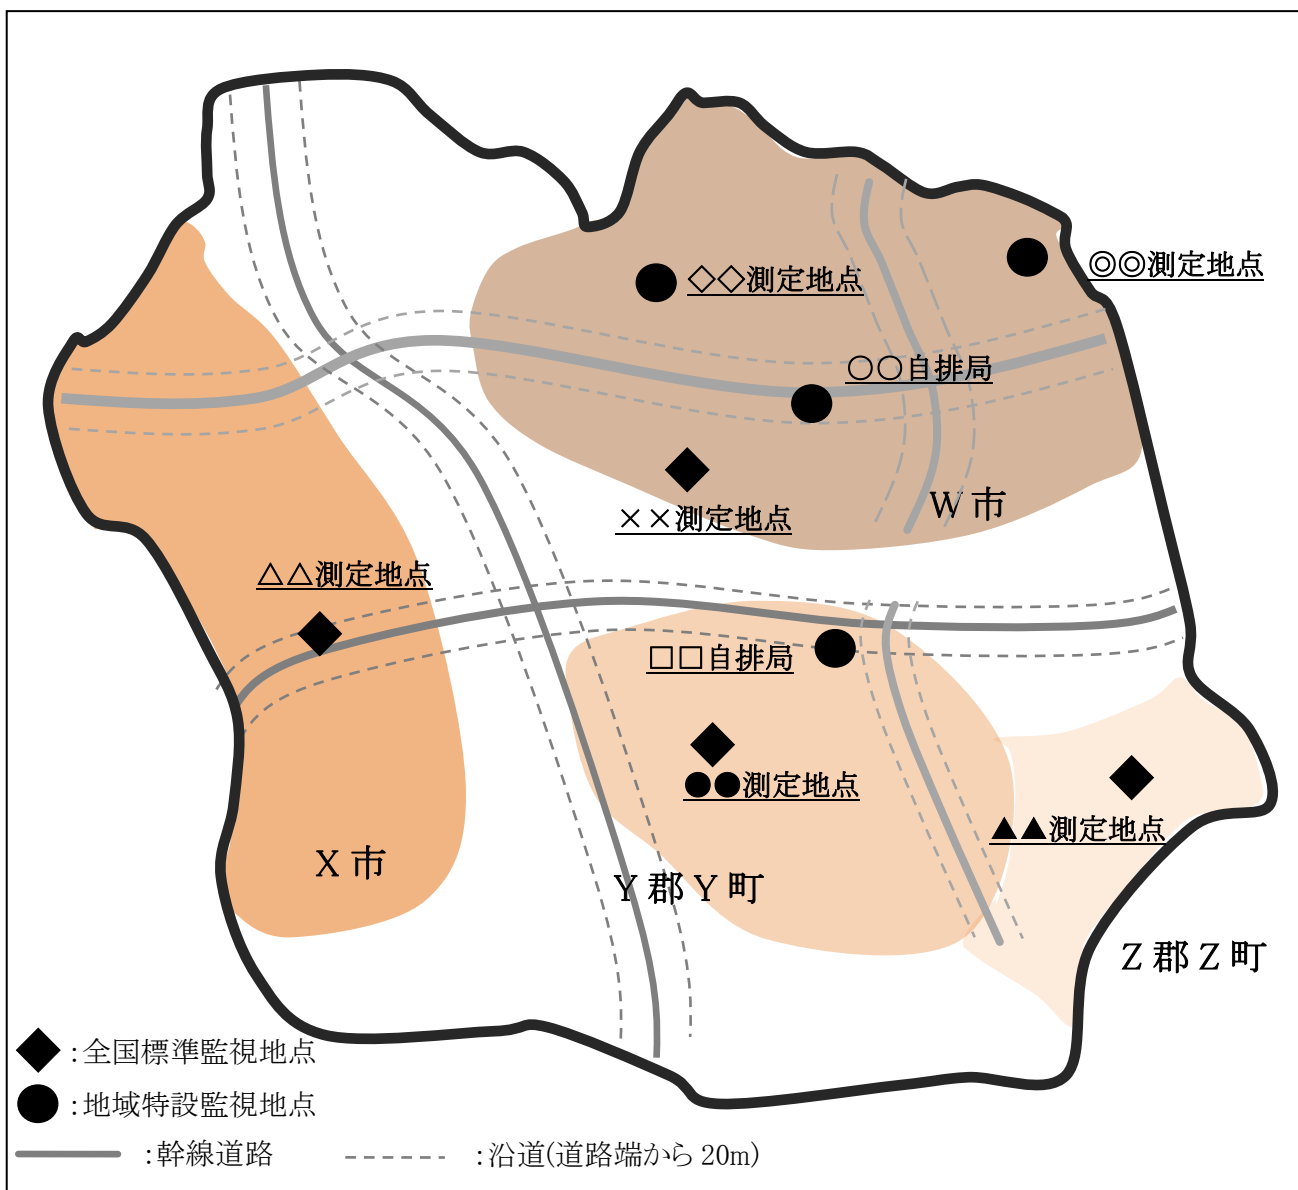 ◇◇測定地点
◎◎測定地点
○○自排局
××測定地点
W市
△△測定地点
□□自排局
●●測定地点
▲▲測定地点
X市
Y郡Y町
Z郡Z町
◆:全国標準監視地点
●:地域特設監視地点
:幹線道路
:沿道(道路端から 20m)